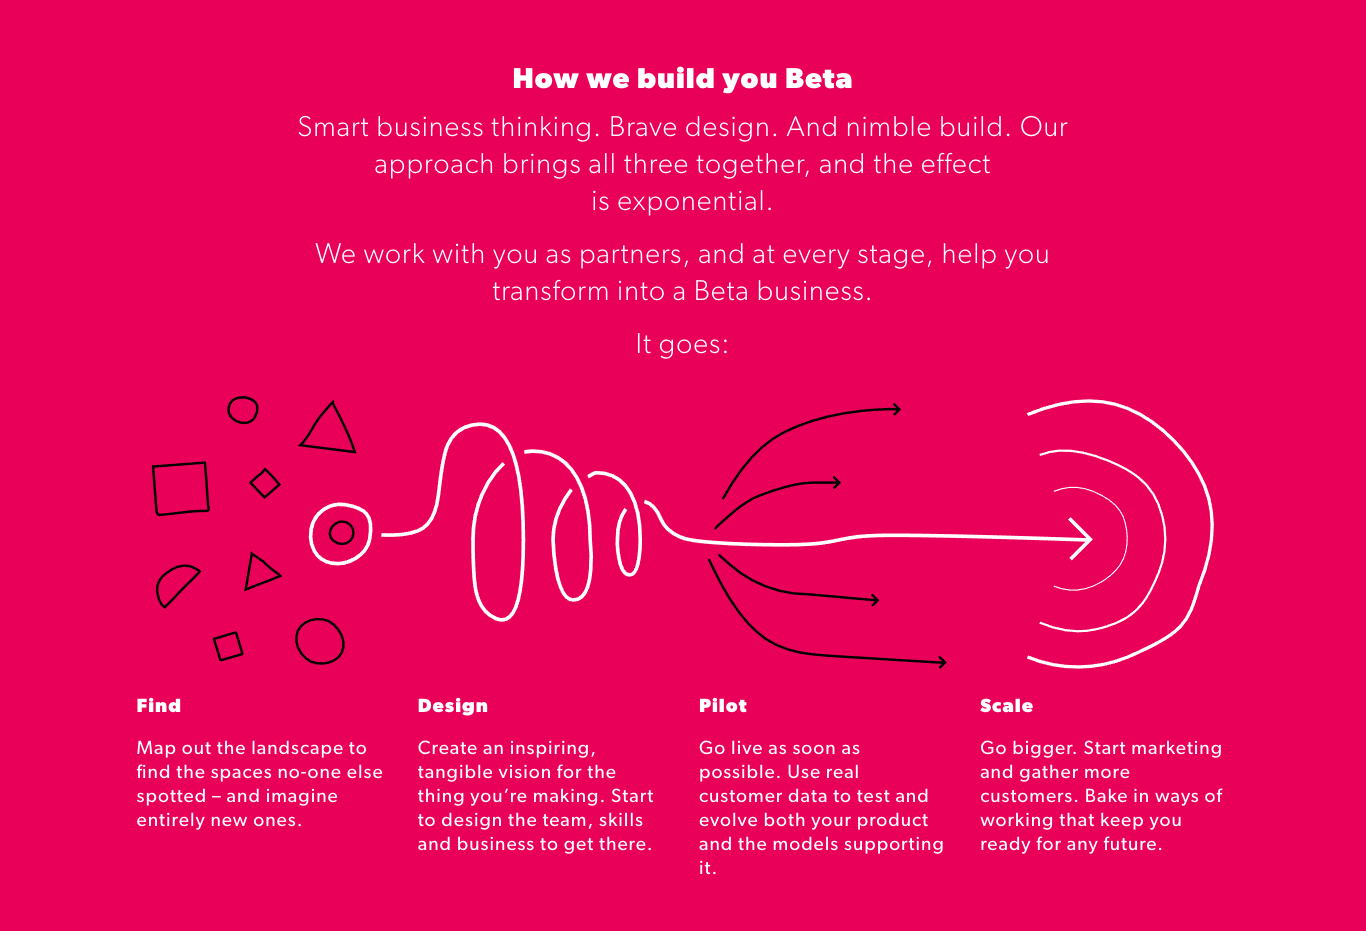 How we build you Beta
Smart business thinking. Brave design. And nimble build. Our
approach brings all three together, and the effect
is exponential.
We work with you as partners, and at every stage, help you
transform into a Beta business.
It goes:
Find
Map out the landscape to
find the spaces no-one else
spotted – and imagine
entirely new ones.
Design
Create an inspiring,
tangible vision for the
thing you’re making. Start
to design the team, skills
and business to get there.
Pilot
Go live as soon as
possible. Use real
customer data to test and
evolve both your product
and the models supporting
it.
Scale
Go bigger. Start marketing
and gather more
customers. Bake in ways of
working that keep you
ready for any future.